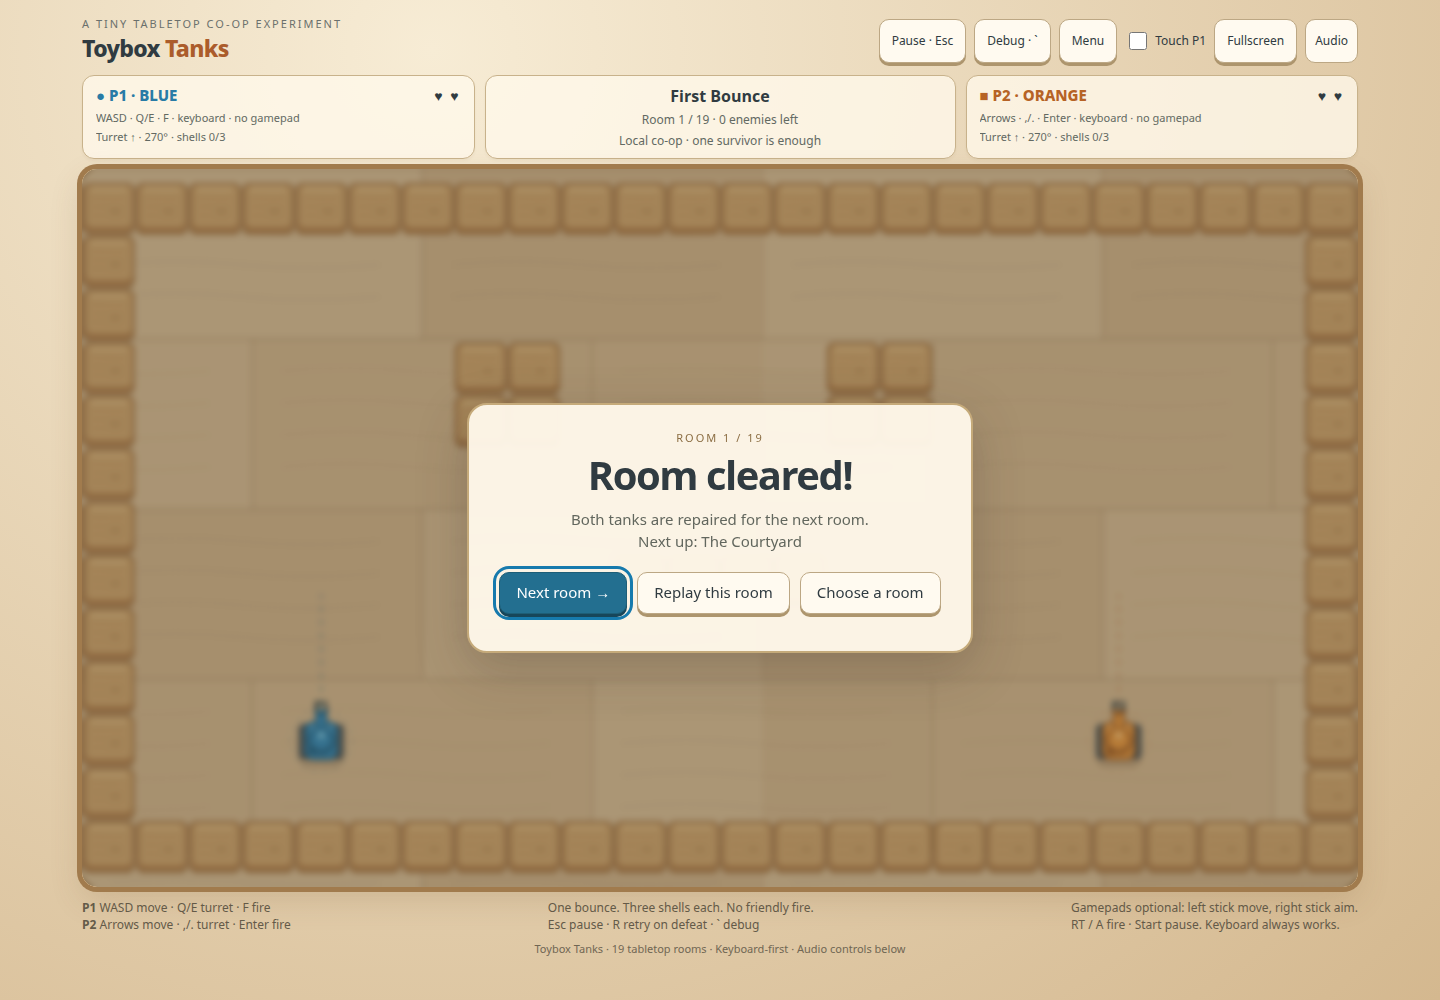 A TINY TABLETOP CO-OP EXPERIMENT
Toybox Tanks
Pause · Esc
Debug · `
Menu
Touch P1
Fullscreen
Audio
● P1 · BLUE ♥ ♥
WASD · Q/E · F · keyboard · no gamepad
Turret ↑ · 270° · shells 0/3
First Bounce
Room 1 / 19 · 0 enemies left
Local co-op · one survivor is enough
■ P2 · ORANGE ♥ ♥
Arrows · ,/. · Enter · keyboard · no gamepad
Turret ↑ · 270° · shells 0/3
ROOM 1 / 19
Room cleared!
Both tanks are repaired for the next room.
Next up: The Courtyard
Next room →
Replay this room
Choose a room
P1 WASD move · Q/E turret · F fire
P2 Arrows move · ,/. turret · Enter fire
One bounce. Three shells each. No friendly fire.
Esc pause · R retry on defeat · ` debug
Gamepads optional: left stick move, right stick aim.
RT / A fire · Start pause. Keyboard always works.
Toybox Tanks · 19 tabletop rooms · Keyboard-first · Audio controls below